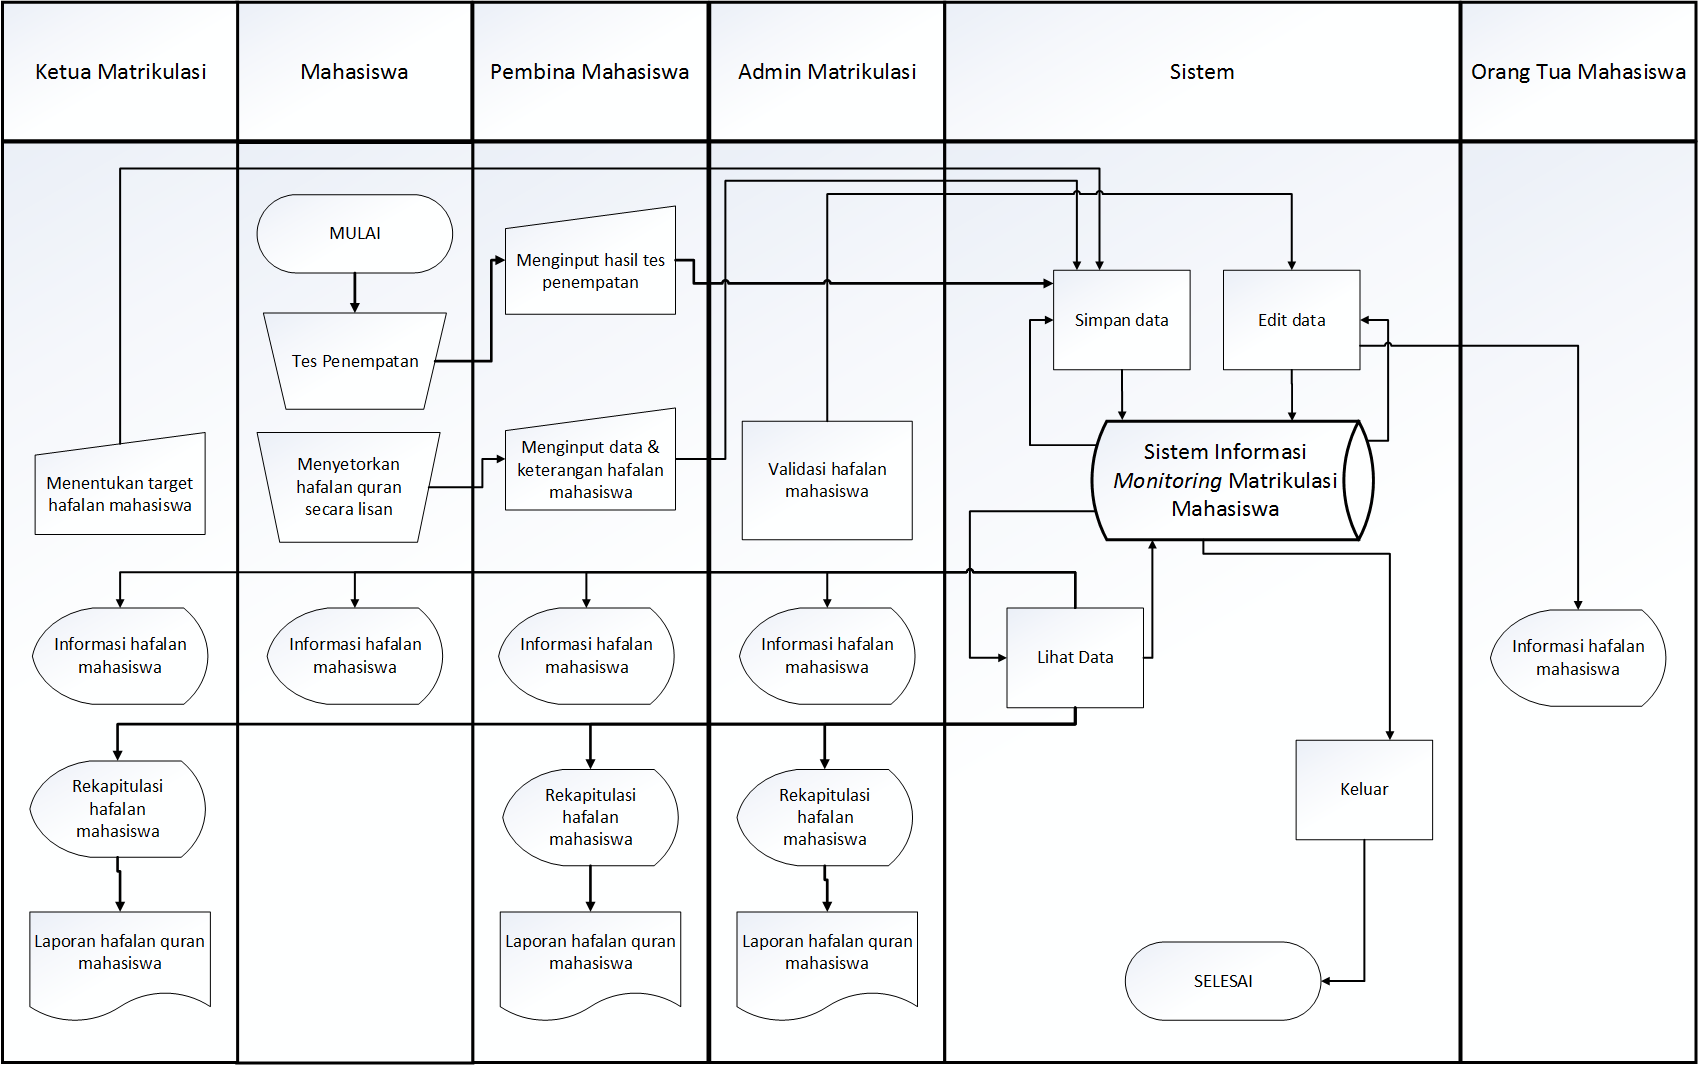 Ketua Matrikulasi
Mahasiswa
Pembina Mahasiswa
Admin Matrikulasi
Sistem
Orang Tua Mahasiswa
MULAI
Menginput hasil tes
penempatan
Simpan data
Edit data
Tes Penempatan
Menentukan target
hafalan mahasiswa
Menyetorkan
hafalan quran
secara lisan
Menginput data &
keterangan hafalan
mahasiswa
Validasi hafalan
mahasiswa
Sistem Informasi
Monitoring Matrikulasi
Mahasiswa
Informasi hafalan
mahasiswa
Informasi hafalan
mahasiswa
Informasi hafalan
mahasiswa
Informasi hafalan
mahasiswa
Lihat Data
Informasi hafalan
mahasiswa
Rekapitulasi
hafalan
mahasiswa
Rekapitulasi
hafalan
mahasiswa
Rekapitulasi
hafalan
mahasiswa
Keluar
Laporan hafalan quran
mahasiswa
Laporan hafalan quran
mahasiswa
Laporan hafalan quran
mahasiswa
SELESAI